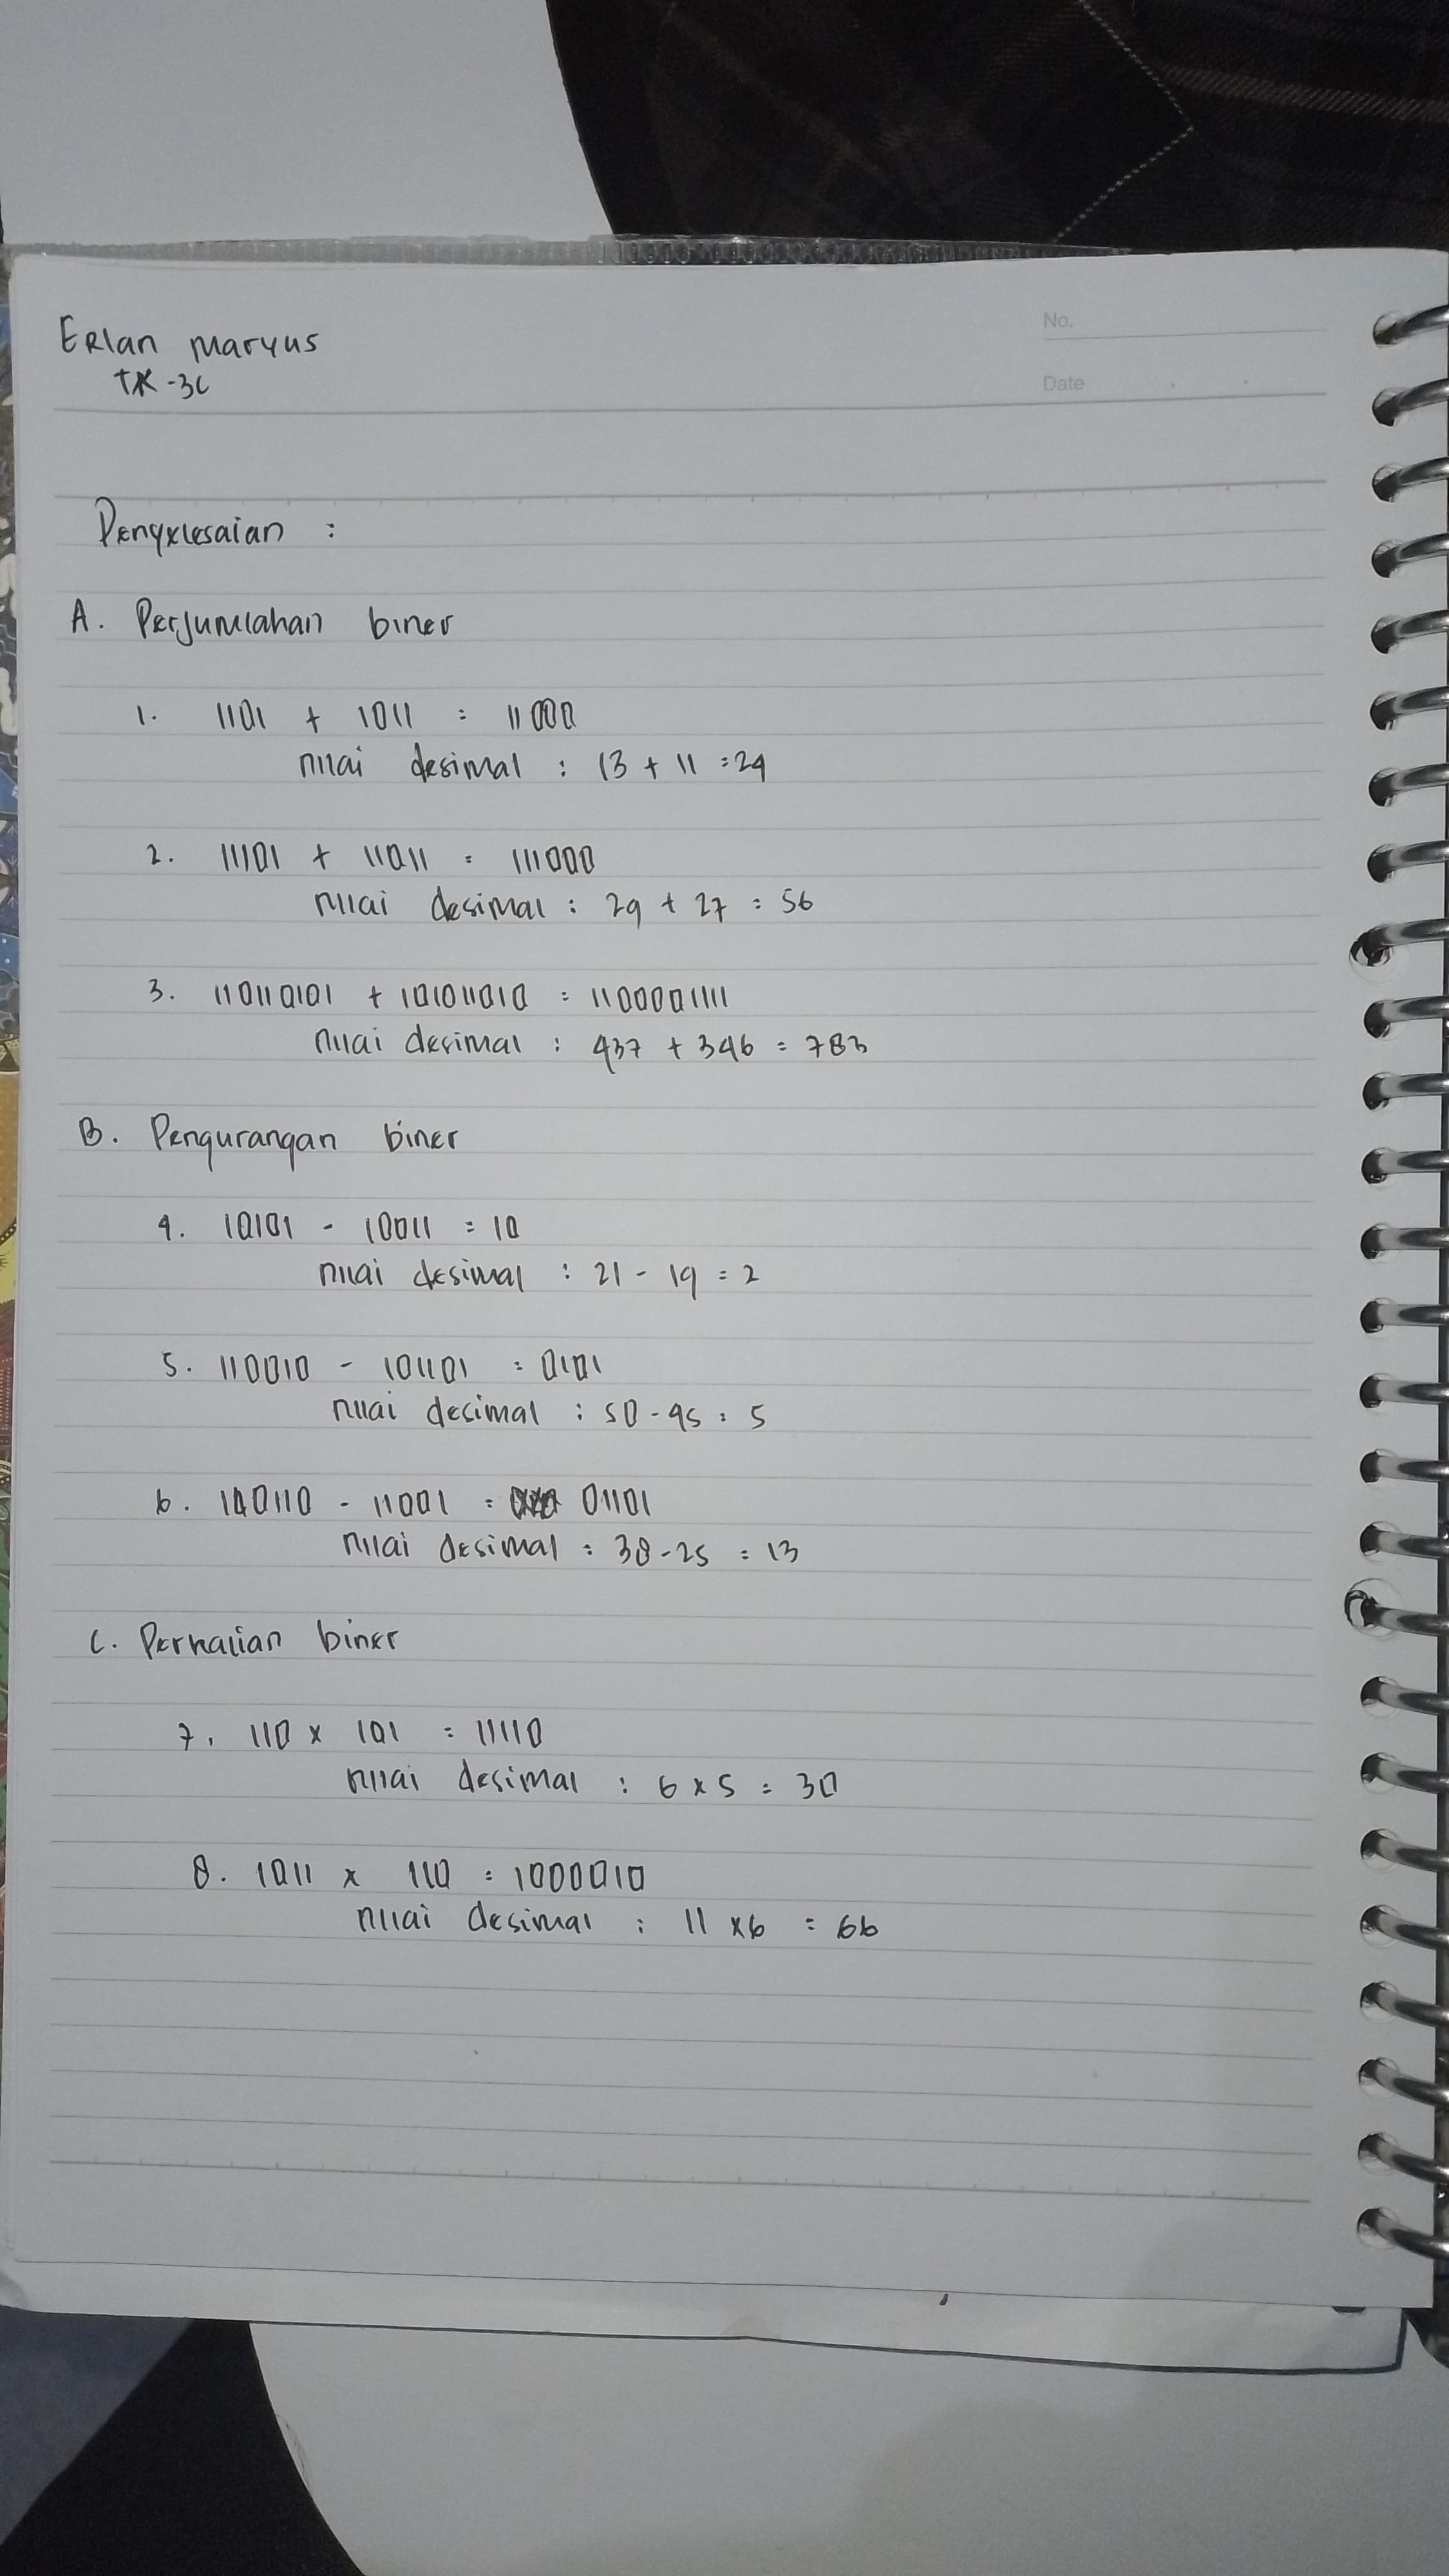 Erlan Maryus
TK-3C
No.
Date
Penyelesaian :
A. Perjumlahan biner
1. 1101 + 1011 = 11000
nilai desimal : 13 + 11 = 24
2. 11101 + 11011 = 111000
nilai desimal : 29 + 27 = 56
3. 110110101 + 101011010 = 1100001111
nilai desimal : 437 + 346 = 783
B. Pengurangan biner
4. 10101 - 10011 = 10
nilai desimal : 21 - 19 = 2
5. 110010 - 101101 = 0101
nilai desimal : 50 - 45 = 5
6. 100110 - 11001 = 01101
nilai desimal : 38 - 25 = 13
C. Perkalian biner
7. 110 x 101 = 11110
nilai desimal : 6 x 5 = 30
8. 1011 x 110 = 1000010
nilai desimal : 11 x 6 = 66